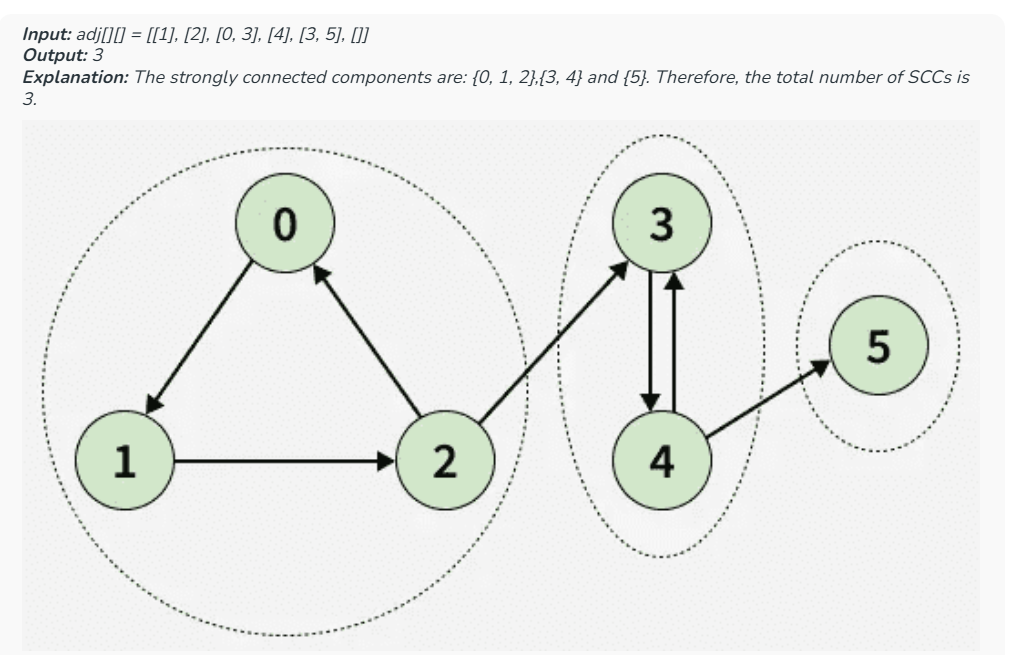 Input: adj[][] = [[1], [2], [0, 3], [4], [3, 5], []]
Output: 3
Explanation: The strongly connected components are: {0, 1, 2},{3, 4} and {5}. Therefore, the total number of SCCs is
3.
0
3
5
1
2
4